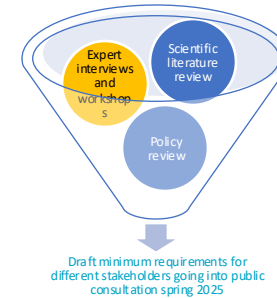 Expert
interviews
and
workshop
s
Scientific
literature
review
Policy
review
Draft minimum requirements for
different stakeholders going into public
consultation spring 2025